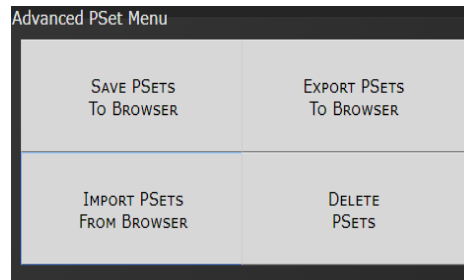 Advanced PSet Menu
Save PSets
To Browser
Export PSets
To Browser
Import PSets
From Browser
Delete
PSets